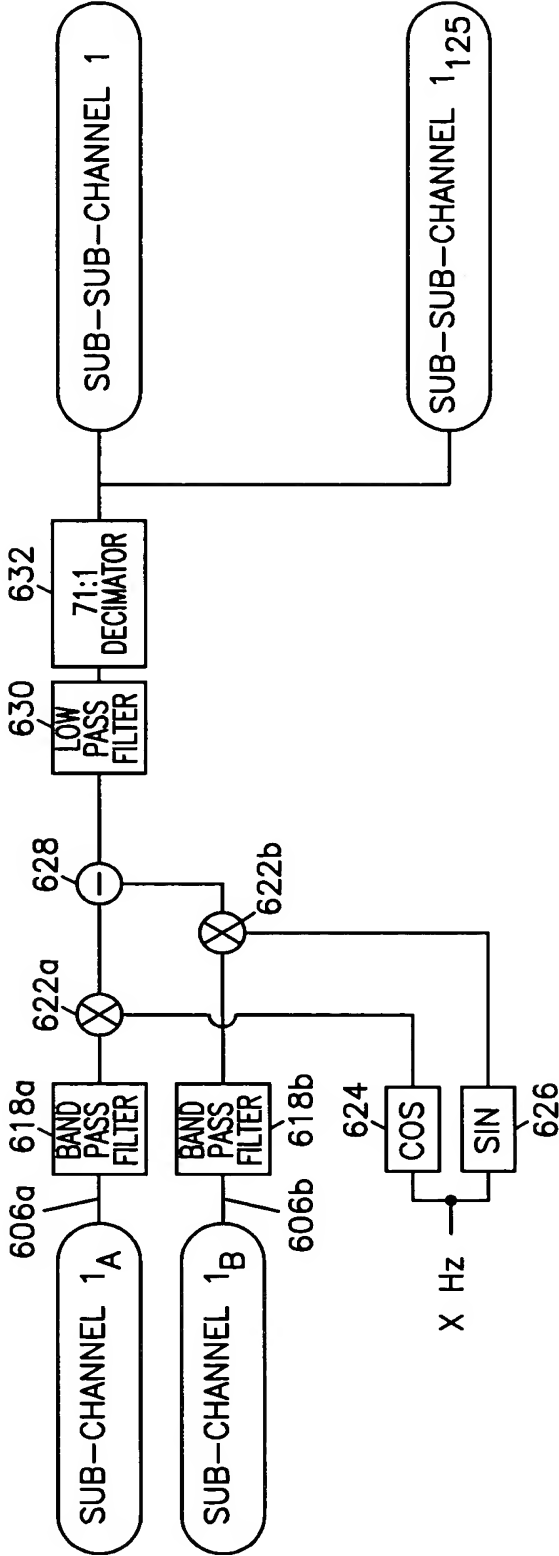 SUB-CHANNEL 1A
606a
618a
BAND
PASS
FILTER
622a
628
−
630
LOW
PASS
FILTER
632
71:1
DECIMATOR
SUB-SUB-CHANNEL 1
SUB-CHANNEL 1B
606b
BAND
PASS
FILTER
618b
622b
X Hz
624
COS
SIN
626
SUB-SUB-CHANNEL 1125